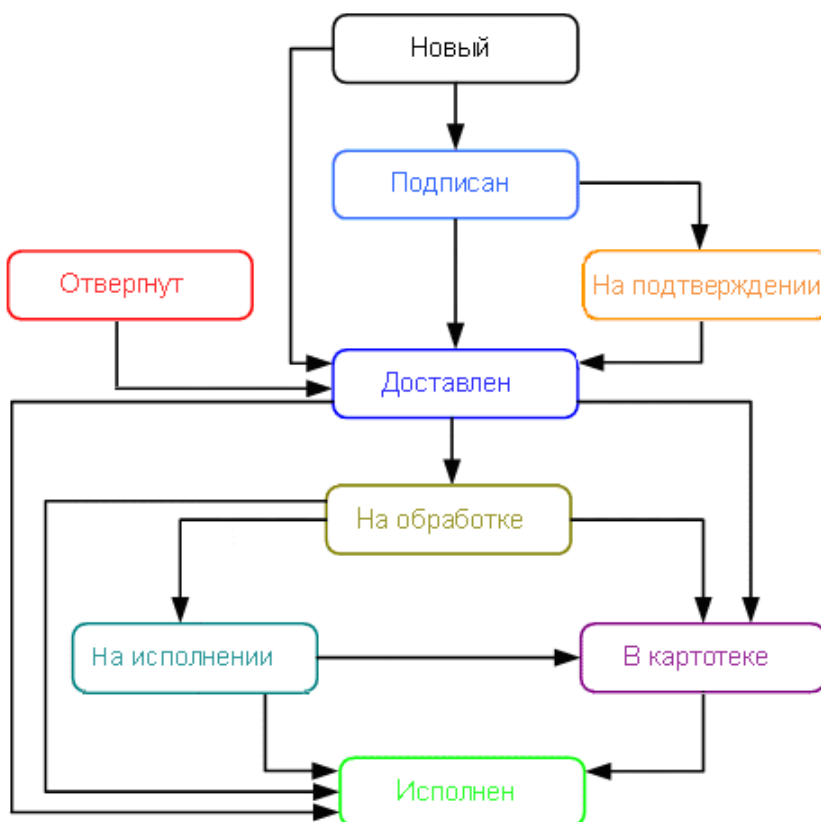 Новый
Подписан
Отвергнут
На подтверждении
Доставлен
На обработке
На исполнении
В картотеке
Исполнен